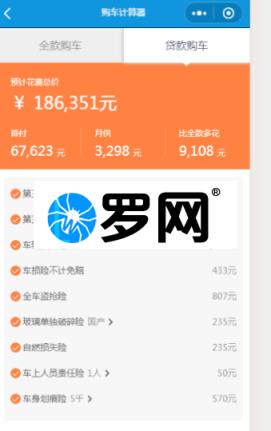 购车计算器
全款购车
贷款购车
预计花费总价
¥ 186,351元
首付
月供
比全款多花
67,623 元
3,298 元
9,108 元
第
罗网®
第
车
车损险不计免赔 433元
全车盗抢险 807元
玻璃单独破碎险 国产 > 235元
自燃损失险 235元
车上人员责任险 1人 > 50元
车身划痕险 5千 > 570元